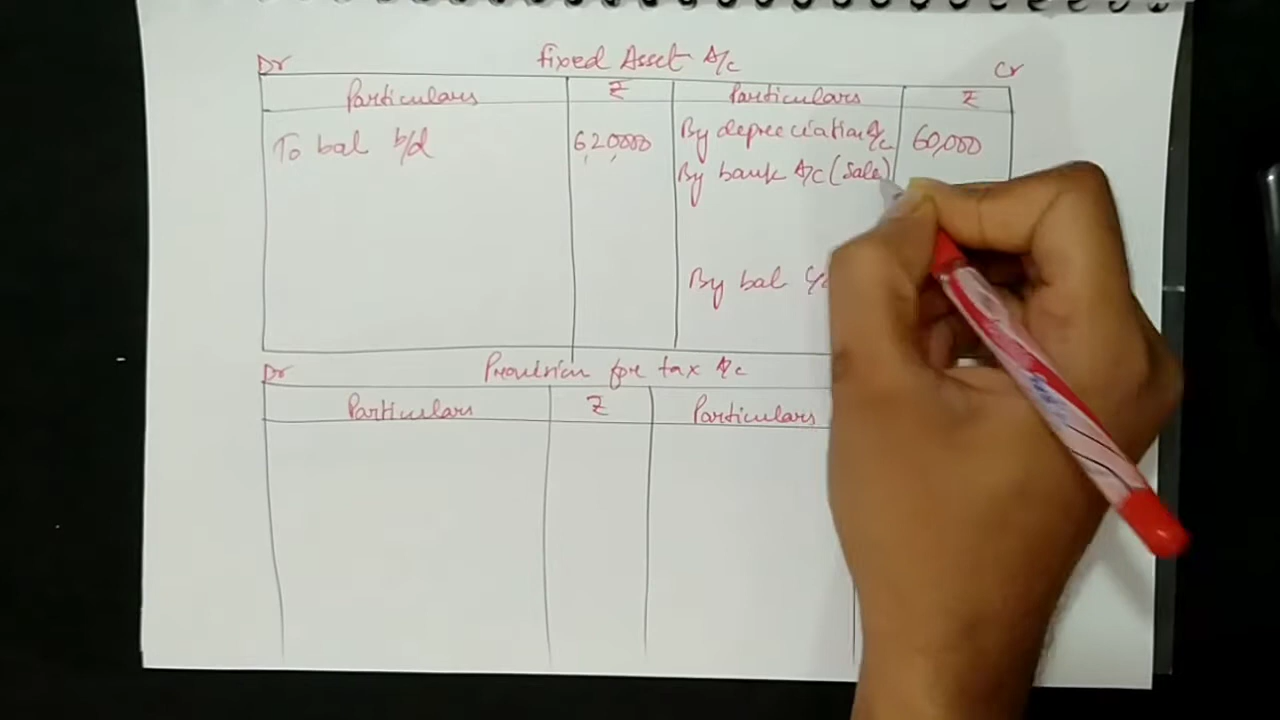 Dr Fixed Asset A/c Cr
Particulars ₹ Particulars ₹
To bal b/d 6,20,000 By depreciation A/c 60,000
By bank A/c (Sale)
By bal
Dr Provision for tax A/c
Particulars ₹ Particulars